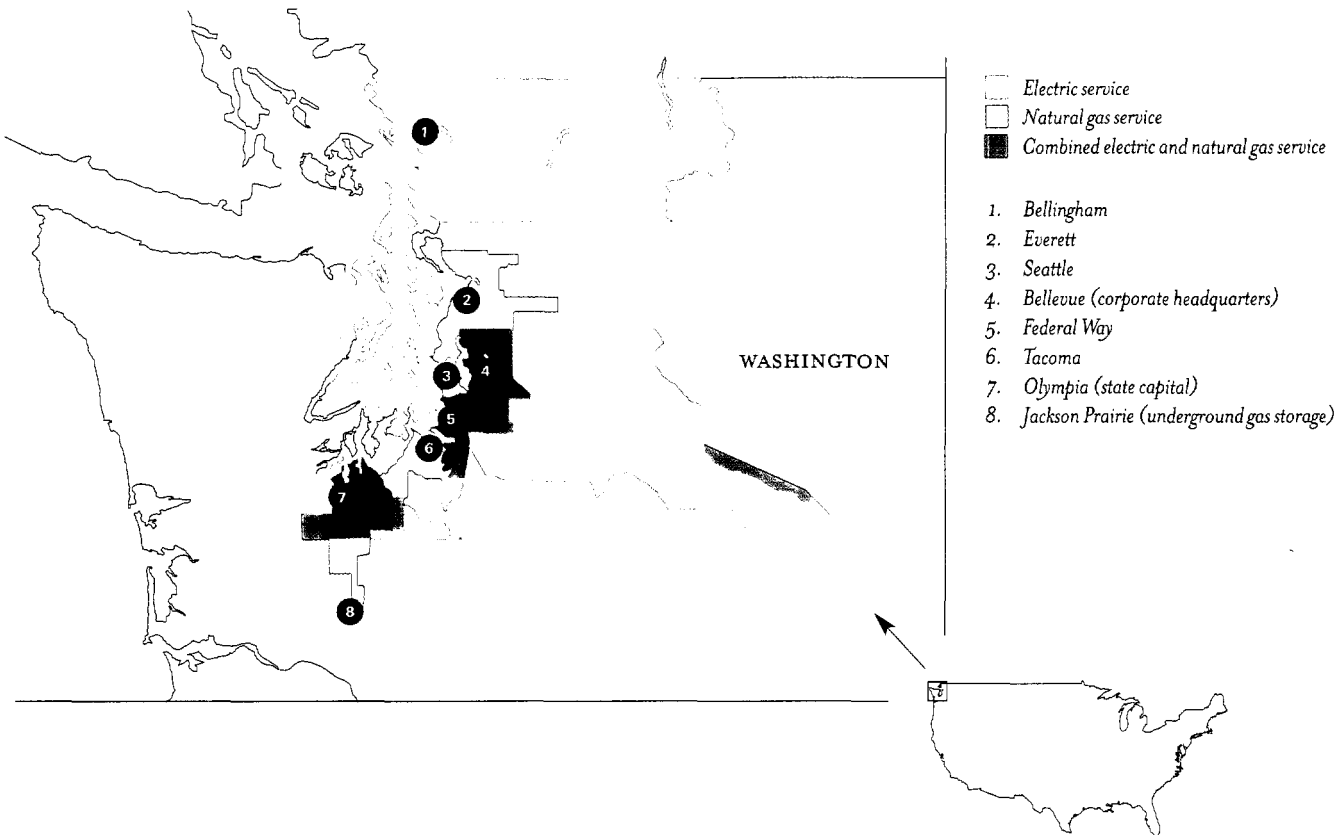 Electric service
Natural gas service
Combined electric and natural gas service
1. Bellingham
2. Everett
3. Seattle
4. Bellevue (corporate headquarters)
5. Federal Way
6. Tacoma
7. Olympia (state capital)
8. Jackson Prairie (underground gas storage)
1
2
WASHINGTON
3
4
5
6
7
8